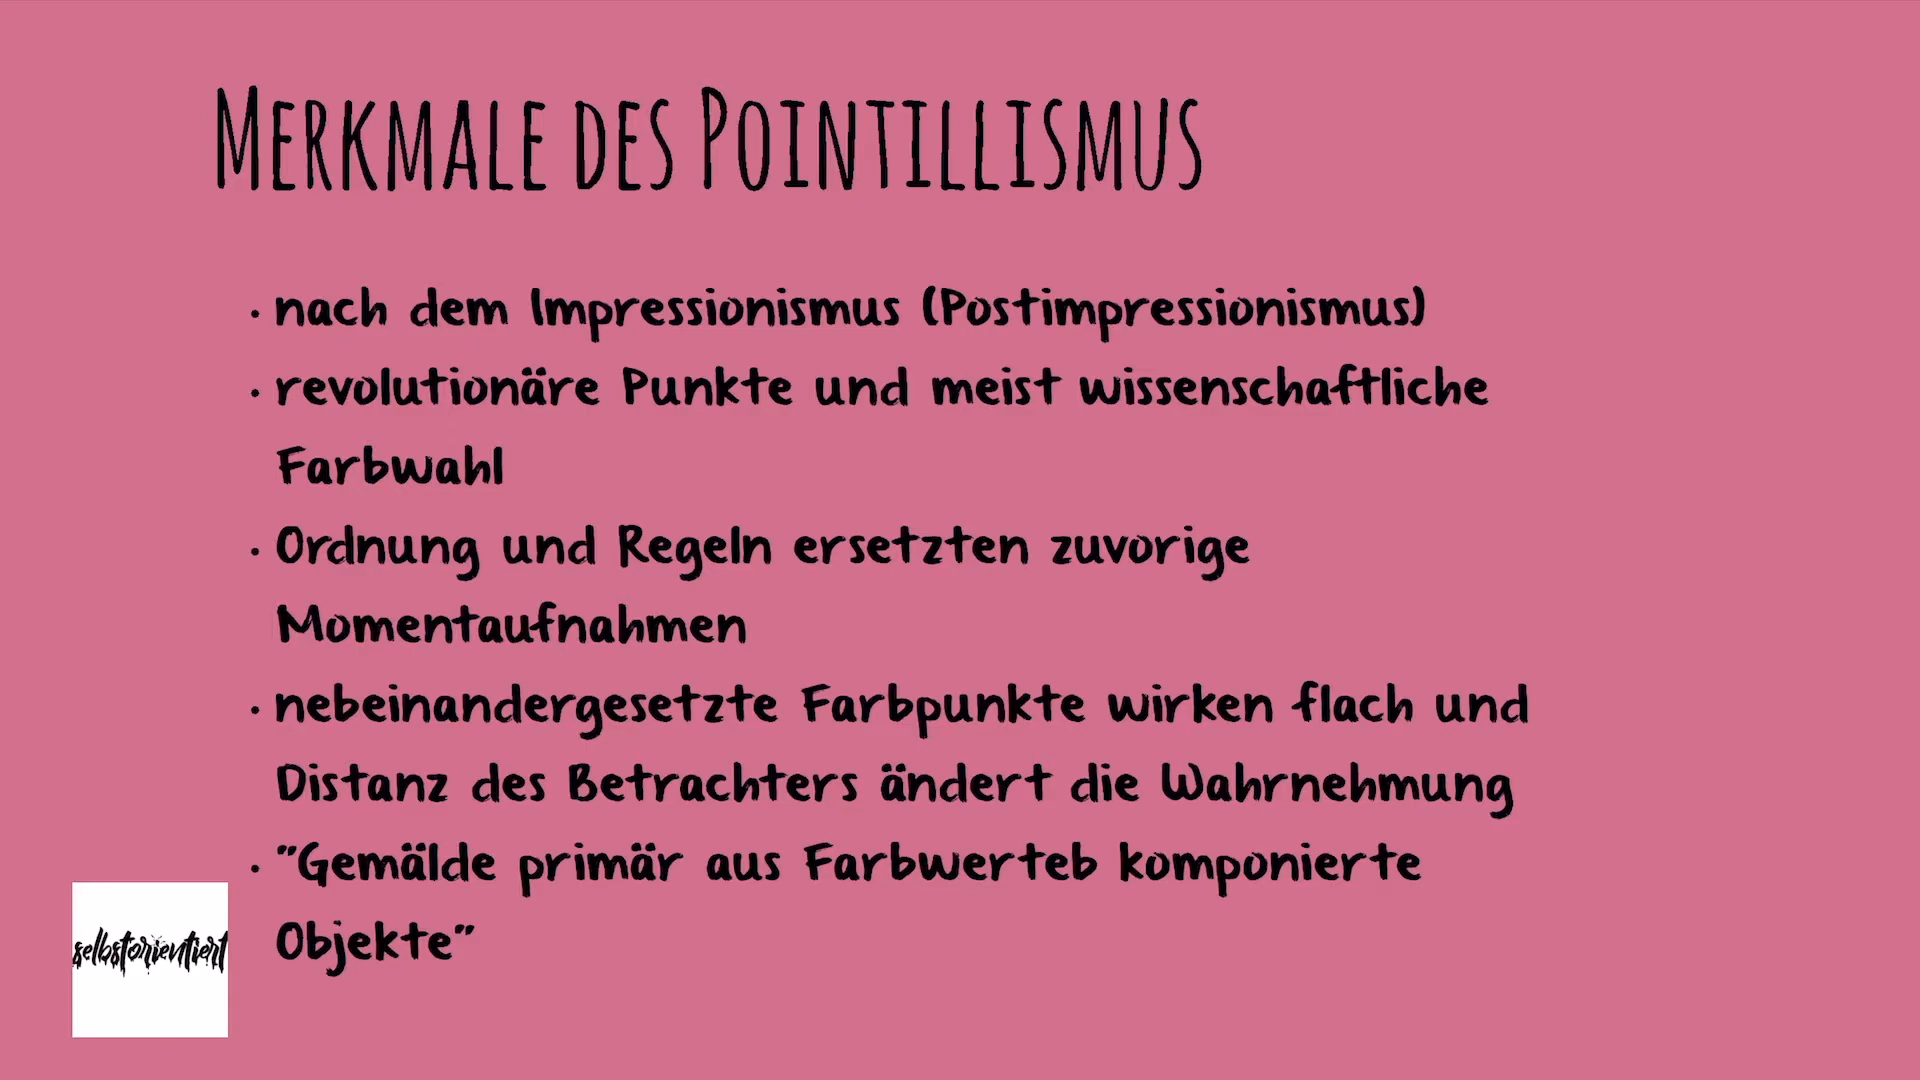 Merkmale des Pointillismus
• nach dem Impressionismus (Postimpressionismus)
• revolutionäre Punkte und meist wissenschaftliche
Farbwahl
• Ordnung und Regeln ersetzten zuvorige
Momentaufnahmen
• nebeneinandergesetzte Farbpunkte wirken flach und
Distanz des Betrachters ändert die Wahrnehmung
• "Gemälde primär aus Farbwerteb komponierte
Objekte"
selbstorientiert